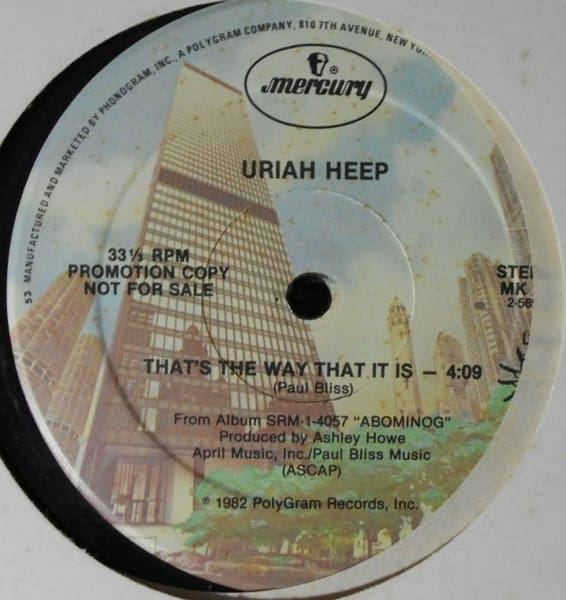 53 MANUFACTURED AND MARKETED BY PHONOGRAM, INC., A POLYGRAM COMPANY, 810 7TH AVENUE, NEW
mercury ®
URIAH HEEP
33⅓ RPM
PROMOTION COPY
NOT FOR SALE
MK
THAT'S THE WAY THAT IT IS — 4:09
(Paul Bliss)
From Album SRM-1-4057 "ABOMINOG"
Produced by Ashley Howe
April Music, Inc./Paul Bliss Music
(ASCAP)
℗ 1982 PolyGram Records, Inc.